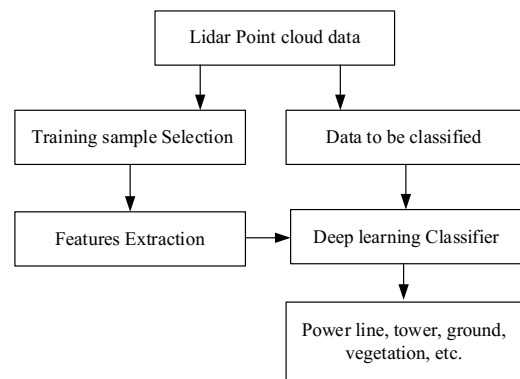 Lidar Point cloud data
Training sample Selection
Data to be classified
Features Extraction
Deep learning Classifier
Power line, tower, ground,
vegetation, etc.